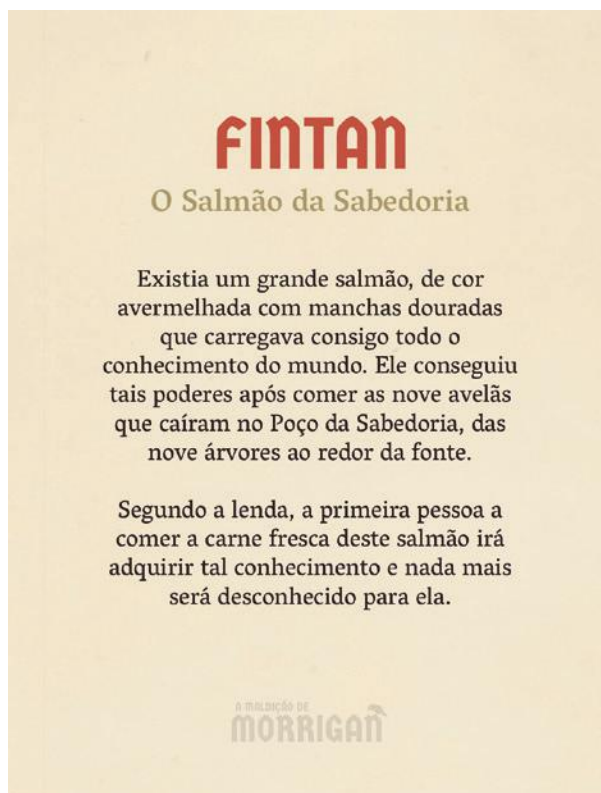 FINTAN
O Salmão da Sabedoria
Existia um grande salmão, de cor
avermelhada com manchas douradas
que carregava consigo todo o
conhecimento do mundo. Ele conseguiu
tais poderes após comer as nove avelãs
que caíram no Poço da Sabedoria, das
nove árvores ao redor da fonte.
Segundo a lenda, a primeira pessoa a
comer a carne fresca deste salmão irá
adquirir tal conhecimento e nada mais
será desconhecido para ela.
A MALDIÇÃO DE
MORRIGAN